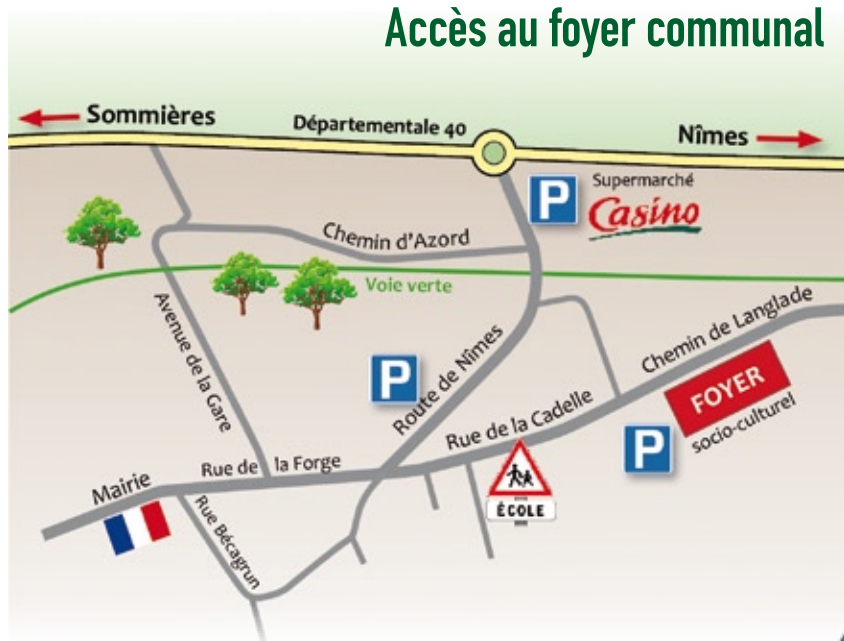 Accès au foyer communal
Sommières
Départementale 40
Nîmes
P
Supermarché
Casino
Chemin d'Azord
Voie verte
Avenue de la Gare
P
Route de Nîmes
Chemin de Langlade
FOYER
socio-culturel
P
Rue de la Cadelle
Rue de la Forge
ÉCOLE
Mairie
Rue Bécagrun